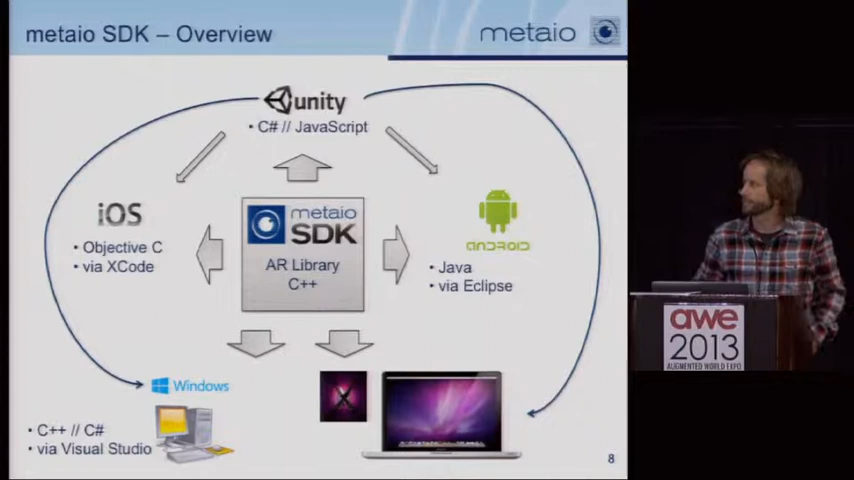 metaio SDK – Overview
metaio
unity
• C# // JavaScript
iOS
• Objective C
• via XCode
metaio
SDK
AR Library
C++
ANDROID
• Java
• via Eclipse
Windows
• C++ // C#
• via Visual Studio
X
8
awe
2013
AUGMENTED WORLD EXPO